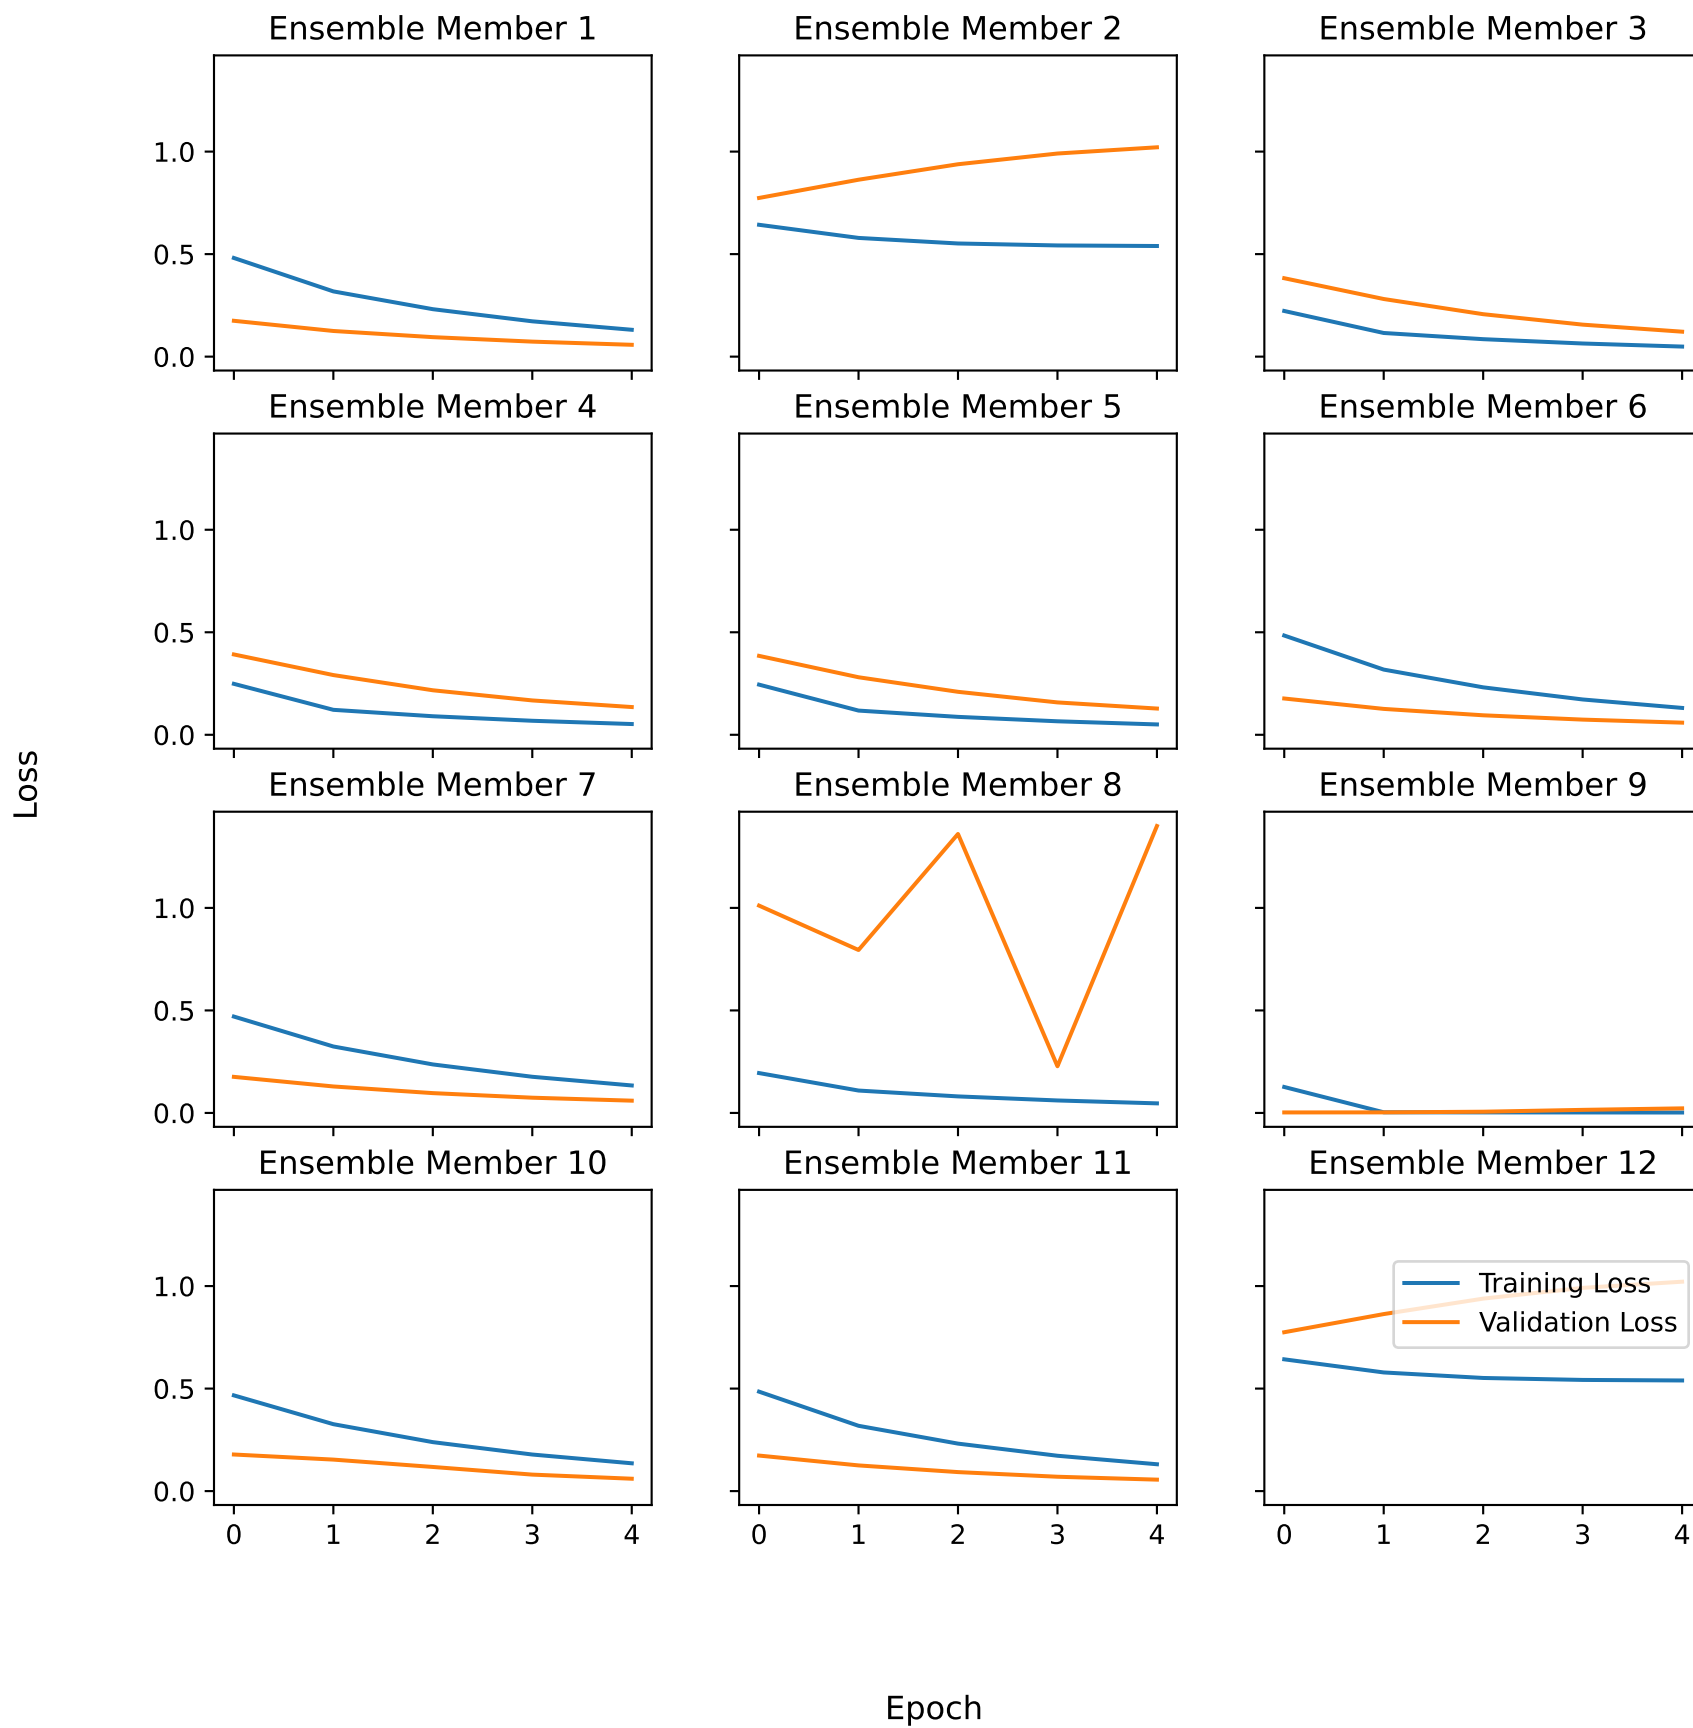 Ensemble Member 1
Ensemble Member 2
Ensemble Member 3
1.0
0.5
0.0
Ensemble Member 4
Ensemble Member 5
Ensemble Member 6
1.0
0.5
0.0
Loss
Ensemble Member 7
Ensemble Member 8
Ensemble Member 9
1.0
0.5
0.0
Ensemble Member 10
Ensemble Member 11
Ensemble Member 12
1.0
0.5
0.0
Training Loss
Validation Loss
0 1 2 3 4
0 1 2 3 4
0 1 2 3 4
Epoch